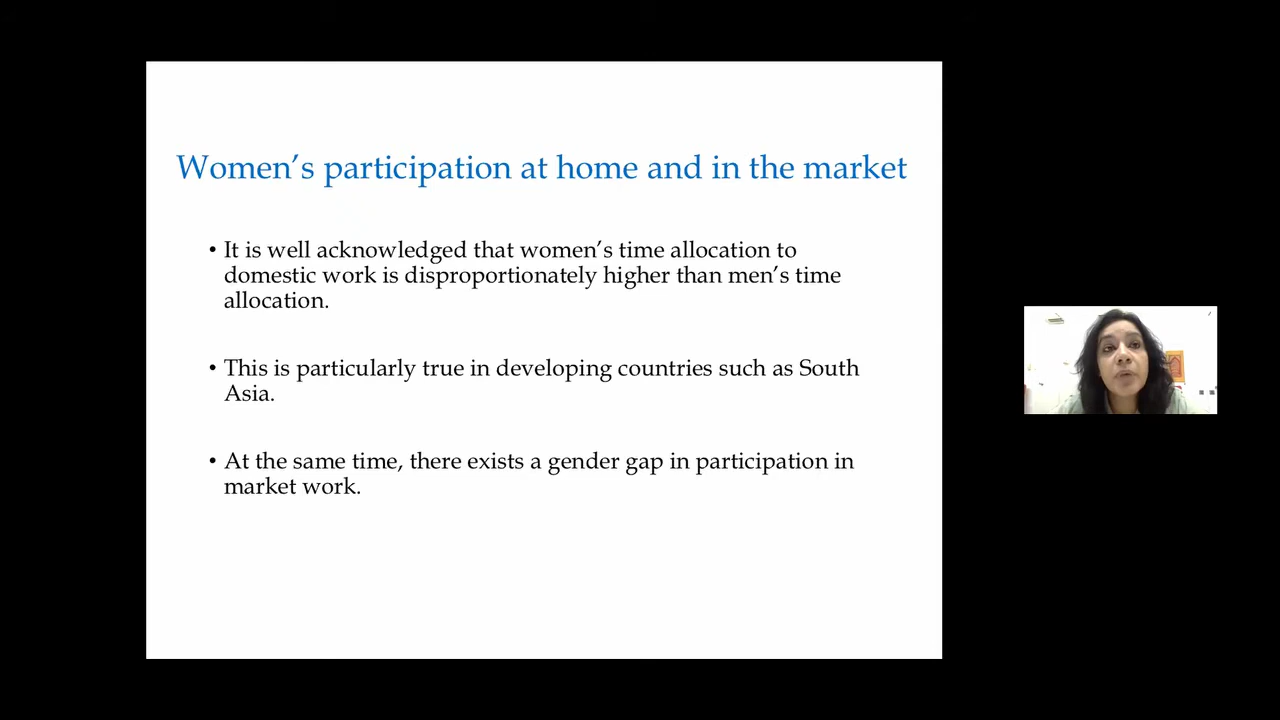 Women’s participation at home and in the market
• It is well acknowledged that women’s time allocation to
domestic work is disproportionately higher than men’s time
allocation.
• This is particularly true in developing countries such as South
Asia.
• At the same time, there exists a gender gap in participation in
market work.